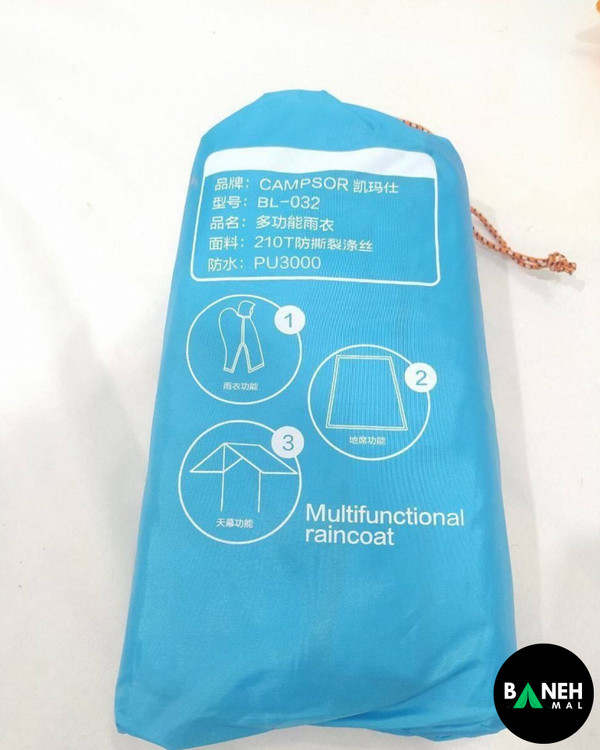 品牌: CAMPSOR 凯玛仕
型号: BL-032
品名: 多功能雨衣
面料: 210T防撕裂涤丝
防水: PU3000
1
雨衣功能
2
地席功能
3
天幕功能
Multifunctional
raincoat
BANEH
MAL